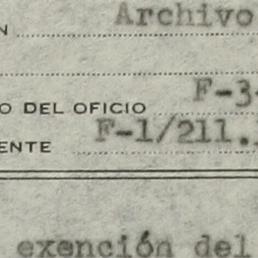 N Archivo
O DEL OFICIO F-3-
ENTE F-1/211.
exención del